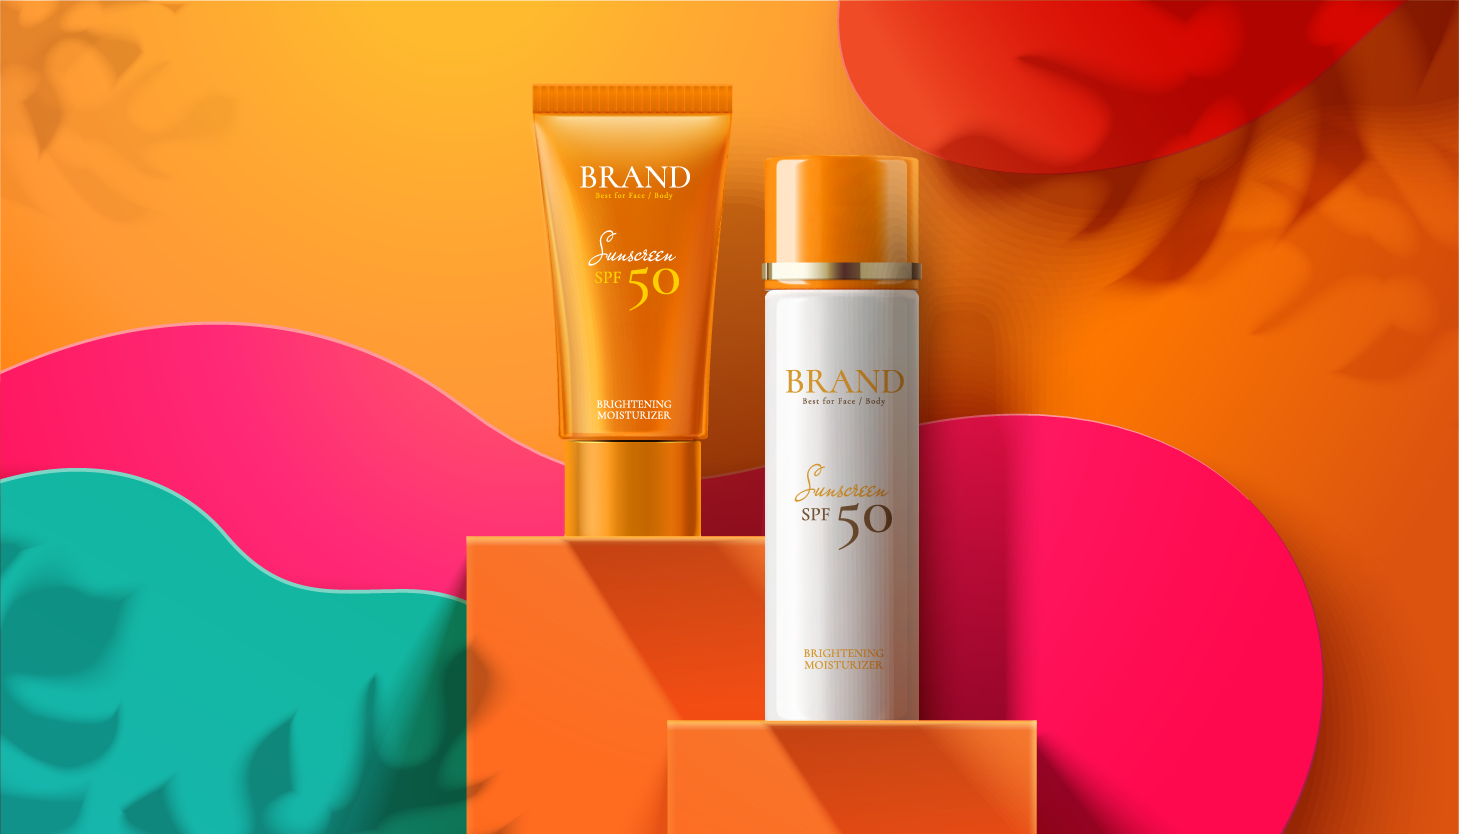 BRAND
Best for Face / Body
Sunscreen
SPF 50
BRIGHTENING
MOISTURIZER
BRAND
Best for Face / Body
Sunscreen
SPF 50
BRIGHTENING
MOISTURIZER